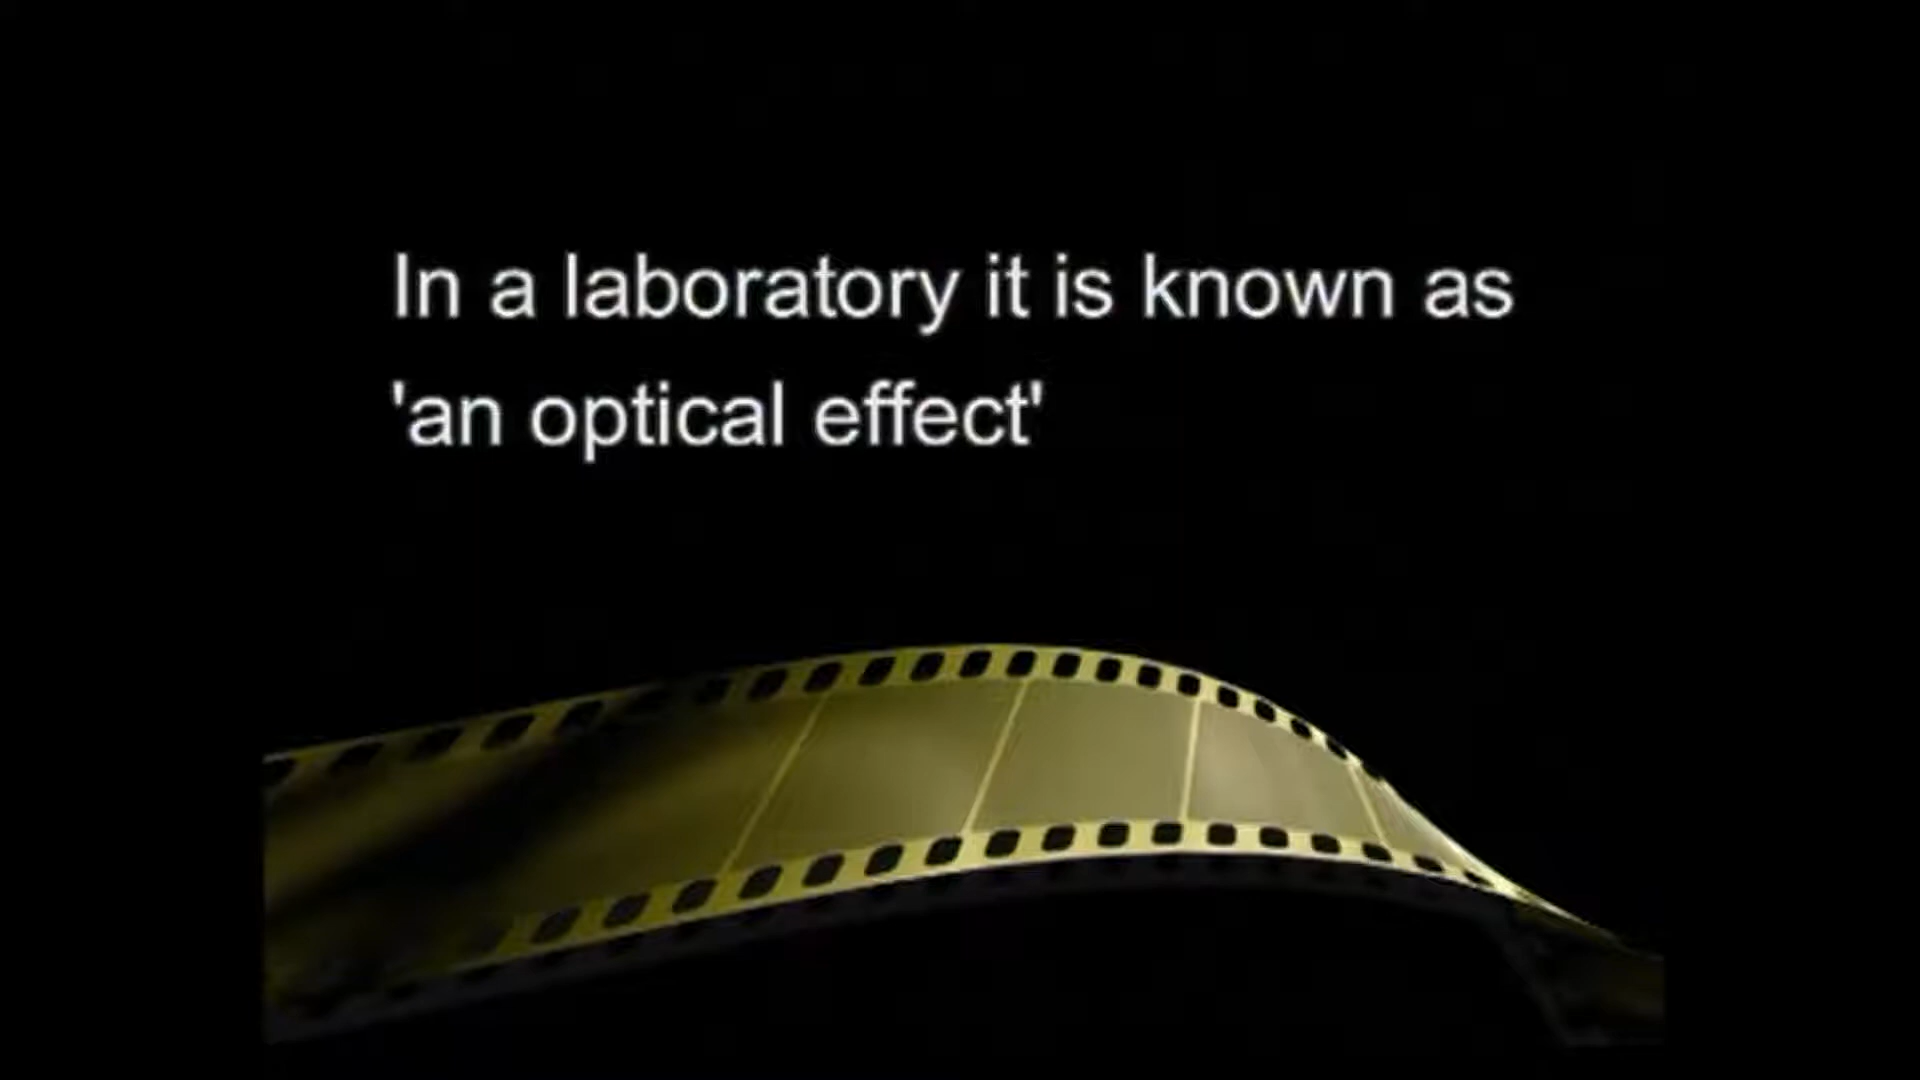 In a laboratory it is known as
'an optical effect'